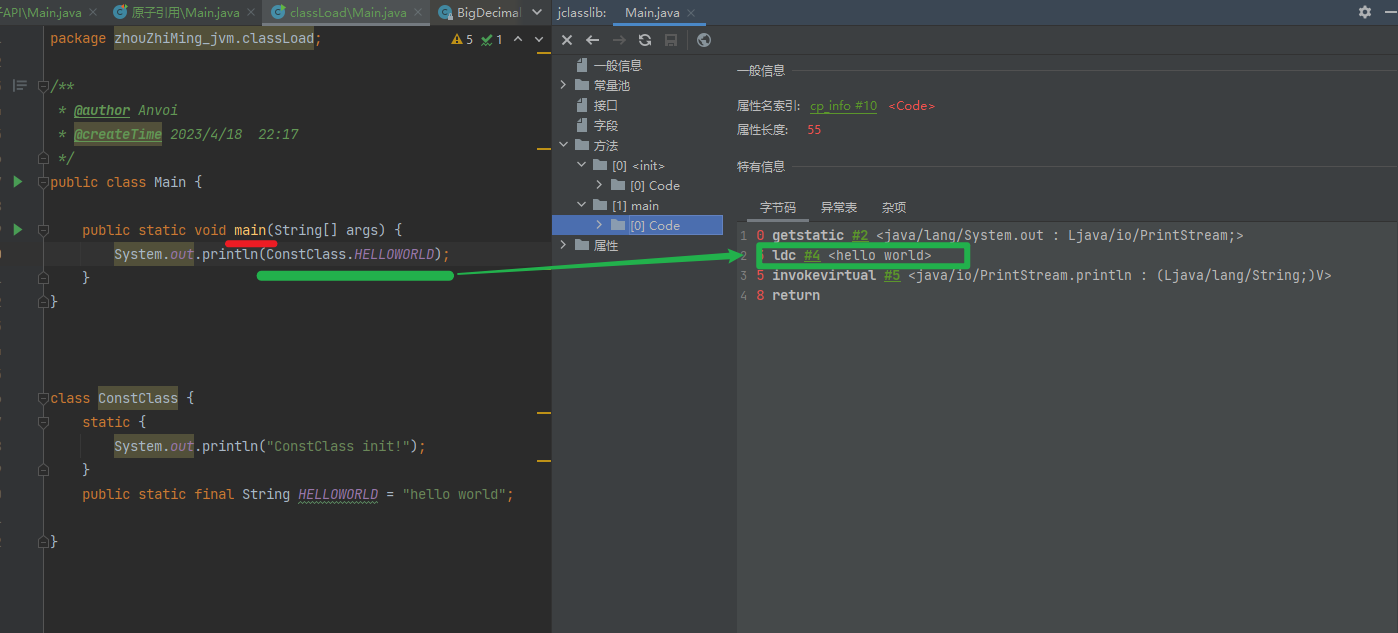 子API\Main.java
原子引用\Main.java
classLoad\Main.java
BigDecimal
package zhouZhiMing_jvm.classLoad;
5
1
/**
* @author Anvoi
* @createTime 2023/4/18 22:17
*/
public class Main {
public static void main(String[] args) {
System.out.println(ConstClass.HELLOWORLD);
}
}
class ConstClass {
static {
System.out.println("ConstClass init!");
}
public static final String HELLOWORLD = "hello world";
}
jclasslib:
Main.java
一般信息
常量池
接口
字段
方法
[0] <init>
[0] Code
[1] main
[0] Code
属性
一般信息
属性名索引: cp_info #10 <Code>
属性长度: 55
特有信息
字节码 异常表 杂项
1 0 getstatic #2 <java/lang/System.out : Ljava/io/PrintStream;>
2 ldc #4 <hello world>
3 5 invokevirtual #5 <java/io/PrintStream.println : (Ljava/lang/String;)V>
4 8 return